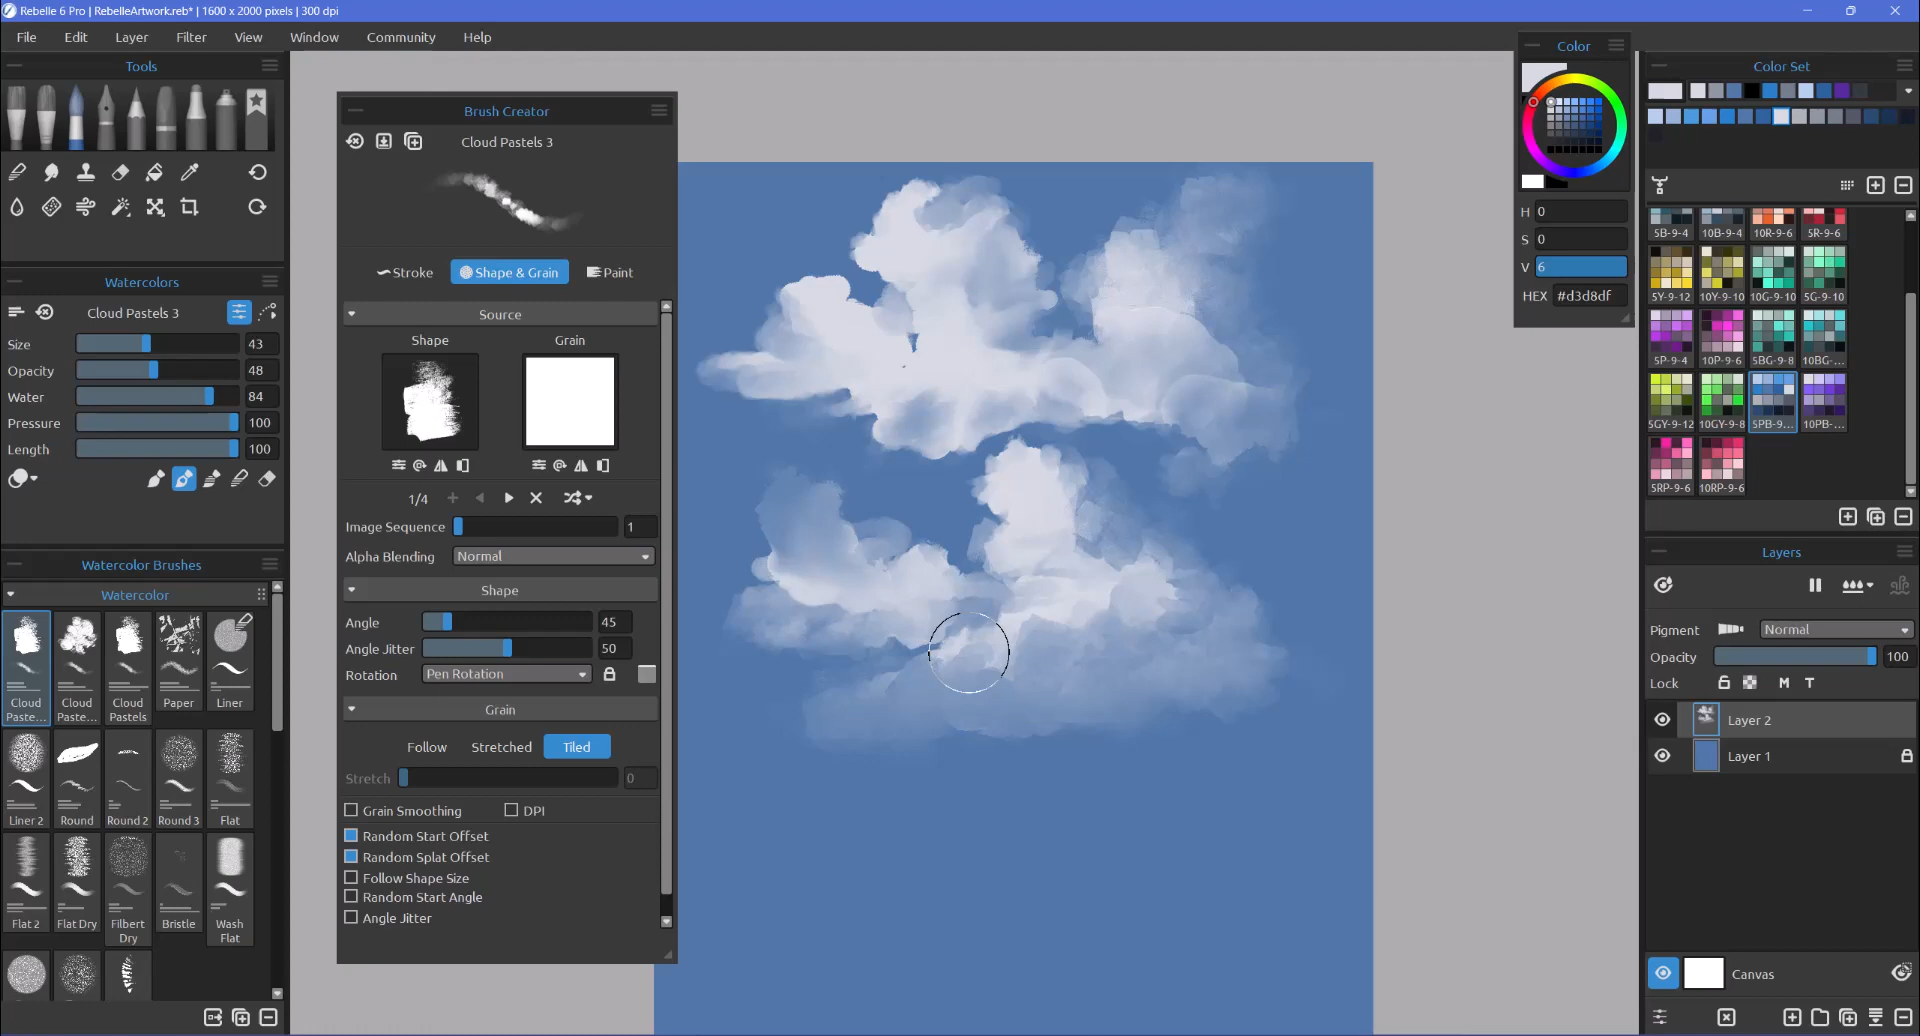 Rebelle 6 Pro | RebelleArtwork.reb* | 1600 x 2000 pixels | 300 dpi
File Edit Layer Filter View Window Community Help
Tools
Watercolors
Cloud Pastels 3
Size 43
Opacity 48
Water 84
Pressure 100
Length 100
Watercolor Brushes
Watercolor
Cloud Paste... Cloud Paste... Cloud Pastels Paper Liner
Liner 2 Round Round 2 Round 3 Flat
Flat 2 Flat Dry Filbert Dry Bristle Wash Flat
Brush Creator
Cloud Pastels 3
Stroke Shape & Grain Paint
Source
Shape Grain
1/4
Image Sequence 1
Alpha Blending Normal
Shape
Angle 45
Angle Jitter 50
Rotation Pen Rotation
Grain
Follow Stretched Tiled
Stretch 0
Grain Smoothing DPI
Random Start Offset
Random Splat Offset
Follow Shape Size
Random Start Angle
Angle Jitter
Color
H 0
S 0
V 6
HEX #d3d8df
Color Set
5B-9-4 10B-9-4 10R-9-6 5R-9-6
5Y-9-12 10Y-9-10 10G-9-10 5G-9-10
5P-9-4 10P-9-6 5BG-9-8 10BG-...
5GY-9-12 10GY-9-8 5PB-9... 10PB-...
5RP-9-6 10RP-9-6
Layers
Pigment Normal
Opacity 100
Lock M T
Layer 2
Layer 1
Canvas